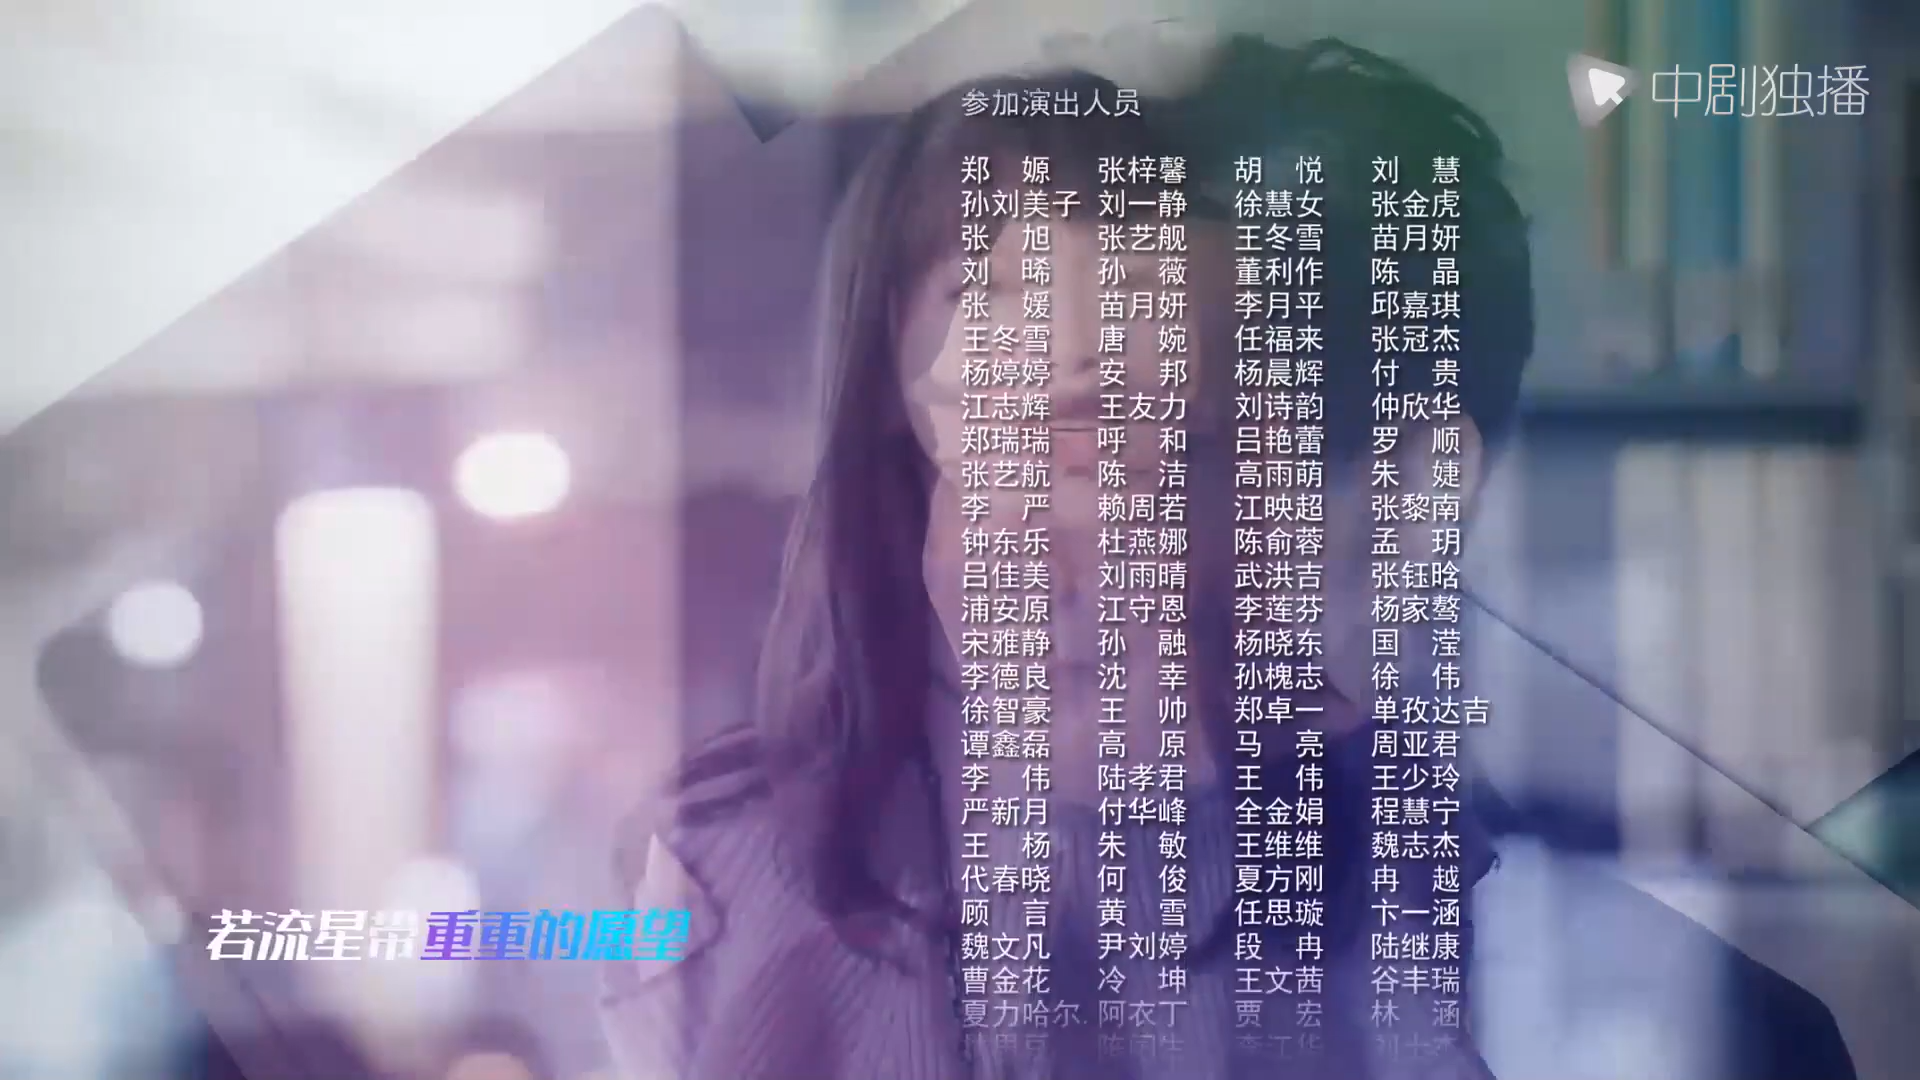 中剧独播
参加演出人员
郑 嫄 张梓馨 胡 悦 刘 慧
孙刘美子 刘一静 徐慧女 张金虎
张 旭 张艺舰 王冬雪 苗月妍
刘 晞 孙 薇 董利作 陈 晶
张 媛 苗月妍 李月平 邱嘉琪
王冬雪 唐 婉 任福来 张冠杰
杨婷婷 安 邦 杨晨辉 付 贵
江志辉 王友力 刘诗韵 仲欣华
郑瑞瑞 呼 和 吕艳蕾 罗 顺
张艺航 陈 洁 高雨萌 朱 婕
李 严 赖周若 江映超 张黎南
钟东乐 杜燕娜 陈俞蓉 孟 玥
吕佳美 刘雨晴 武洪吉 张钰晗
浦安原 江守恩 李莲芬 杨家骜
宋雅静 孙 融 杨晓东 国 滢
李德良 沈 幸 孙槐志 徐 伟
徐智豪 王 帅 郑卓一 单孜达吉
谭鑫磊 高 原 马 亮 周亚君
李 伟 陆孝君 王 伟 王少玲
严新月 付华峰 全金娟 程慧宁
王 杨 朱 敏 王维维 魏志杰
代春晓 何 俊 夏方刚 冉 越
顾 言 黄 雪 任思璇 卞一涵
魏文凡 尹刘婷 段 冉 陆继康
曹金花 冷 坤 王文茜 谷丰瑞
夏力哈尔.阿衣丁 贾 宏 林 涵
若流星带重重的愿望